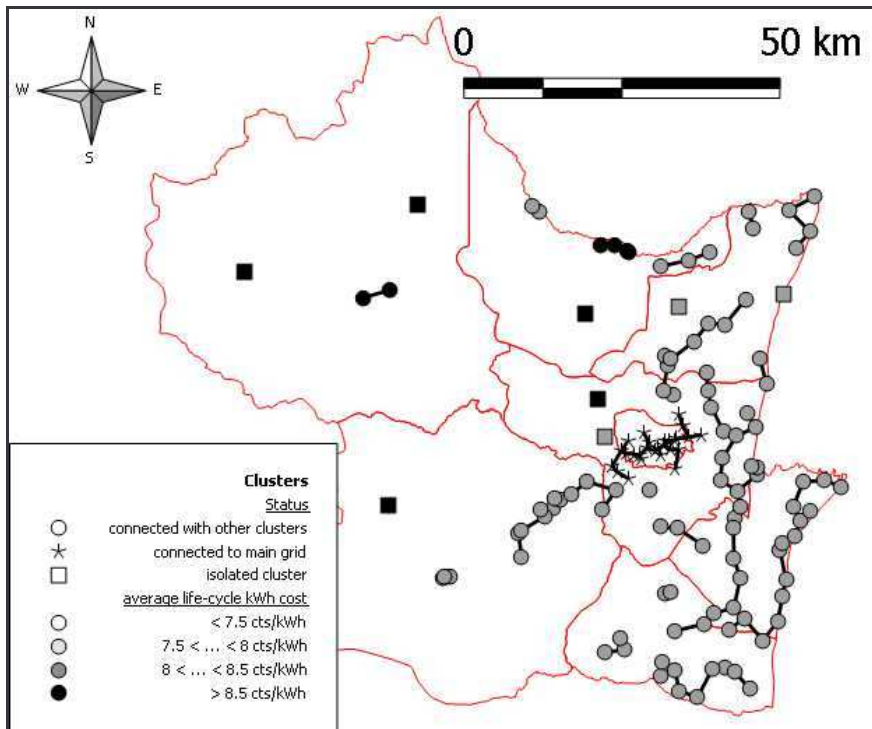 N
0 50 km
W E
S
Clusters
Status
connected with other clusters
connected to main grid
isolated cluster
average life-cycle kWh cost
< 7.5 cts/kWh
7.5 < ... < 8 cts/kWh
8 < ... < 8.5 cts/kWh
> 8.5 cts/kWh